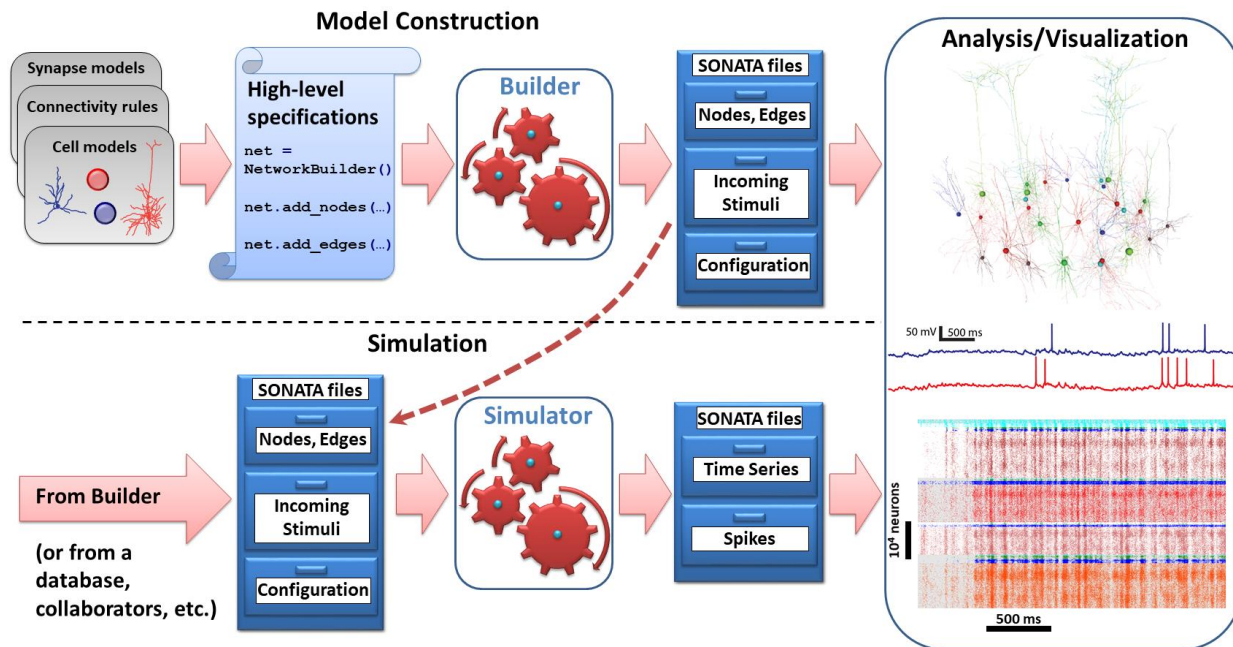 Model Construction
Synapse models
Connectivity rules
Cell models
High-level
specifications
net =
NetworkBuilder()
net.add_nodes(…)
net.add_edges(…)
Builder
SONATA files
Nodes, Edges
Incoming
Stimuli
Configuration
Simulation
From Builder
(or from a
database,
collaborators, etc.)
SONATA files
Nodes, Edges
Incoming
Stimuli
Configuration
Simulator
SONATA files
Time Series
Spikes
Analysis/Visualization
50 mV
500 ms
10⁴ neurons
500 ms